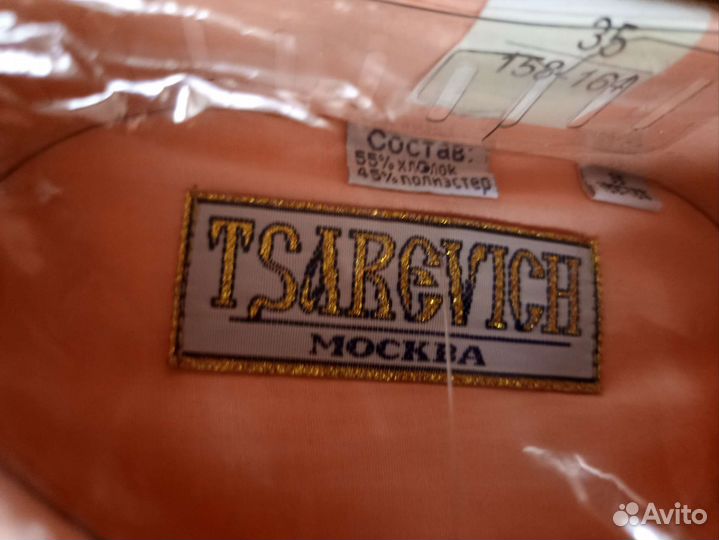 35
158-164
Состав:
55% хлопок
45% полиэстер
TSAREVICH
МОСКВА
Avito